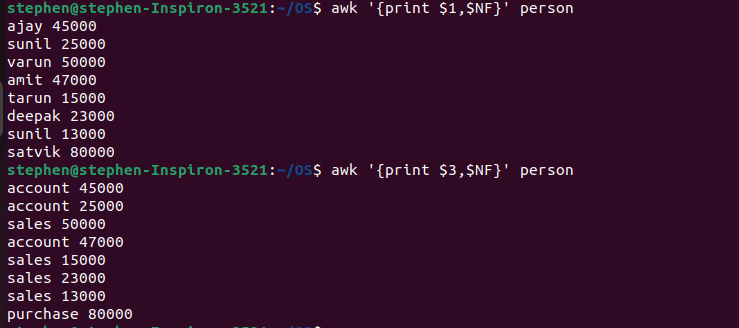 stephen@stephen-Inspiron-3521:~/OS$ awk '{print $1,$NF}' person
ajay 45000
sunil 25000
varun 50000
amit 47000
tarun 15000
deepak 23000
sunil 13000
satvik 80000
stephen@stephen-Inspiron-3521:~/OS$ awk '{print $3,$NF}' person
account 45000
account 25000
sales 50000
account 47000
sales 15000
sales 23000
sales 13000
purchase 80000